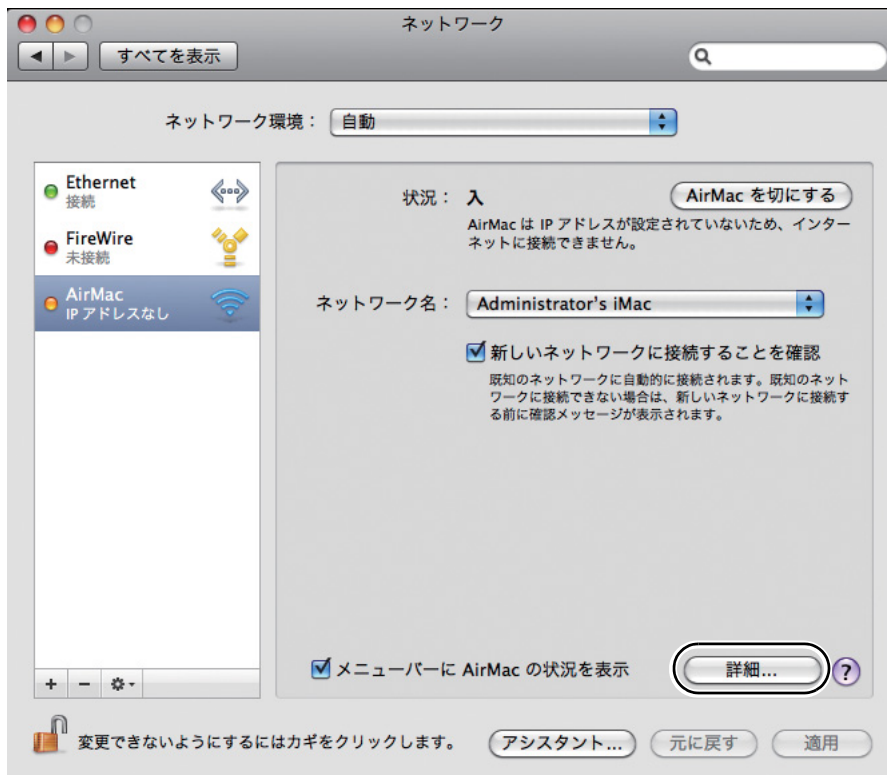 ネットワーク
すべてを表示
ネットワーク環境： 自動
Ethernet
接続
FireWire
未接続
AirMac
IP アドレスなし
状況： 入 AirMac を切にする
AirMac は IP アドレスが設定されていないため、インター
ネットに接続できません。
ネットワーク名： Administrator's iMac
新しいネットワークに接続することを確認
既知のネットワークに自動的に接続されます。既知のネット
ワークに接続できない場合は、新しいネットワークに接続す
る前に確認メッセージが表示されます。
メニューバーに AirMac の状況を表示 詳細... ?
+ −
変更できないようにするにはカギをクリックします。 アシスタント... 元に戻す 適用